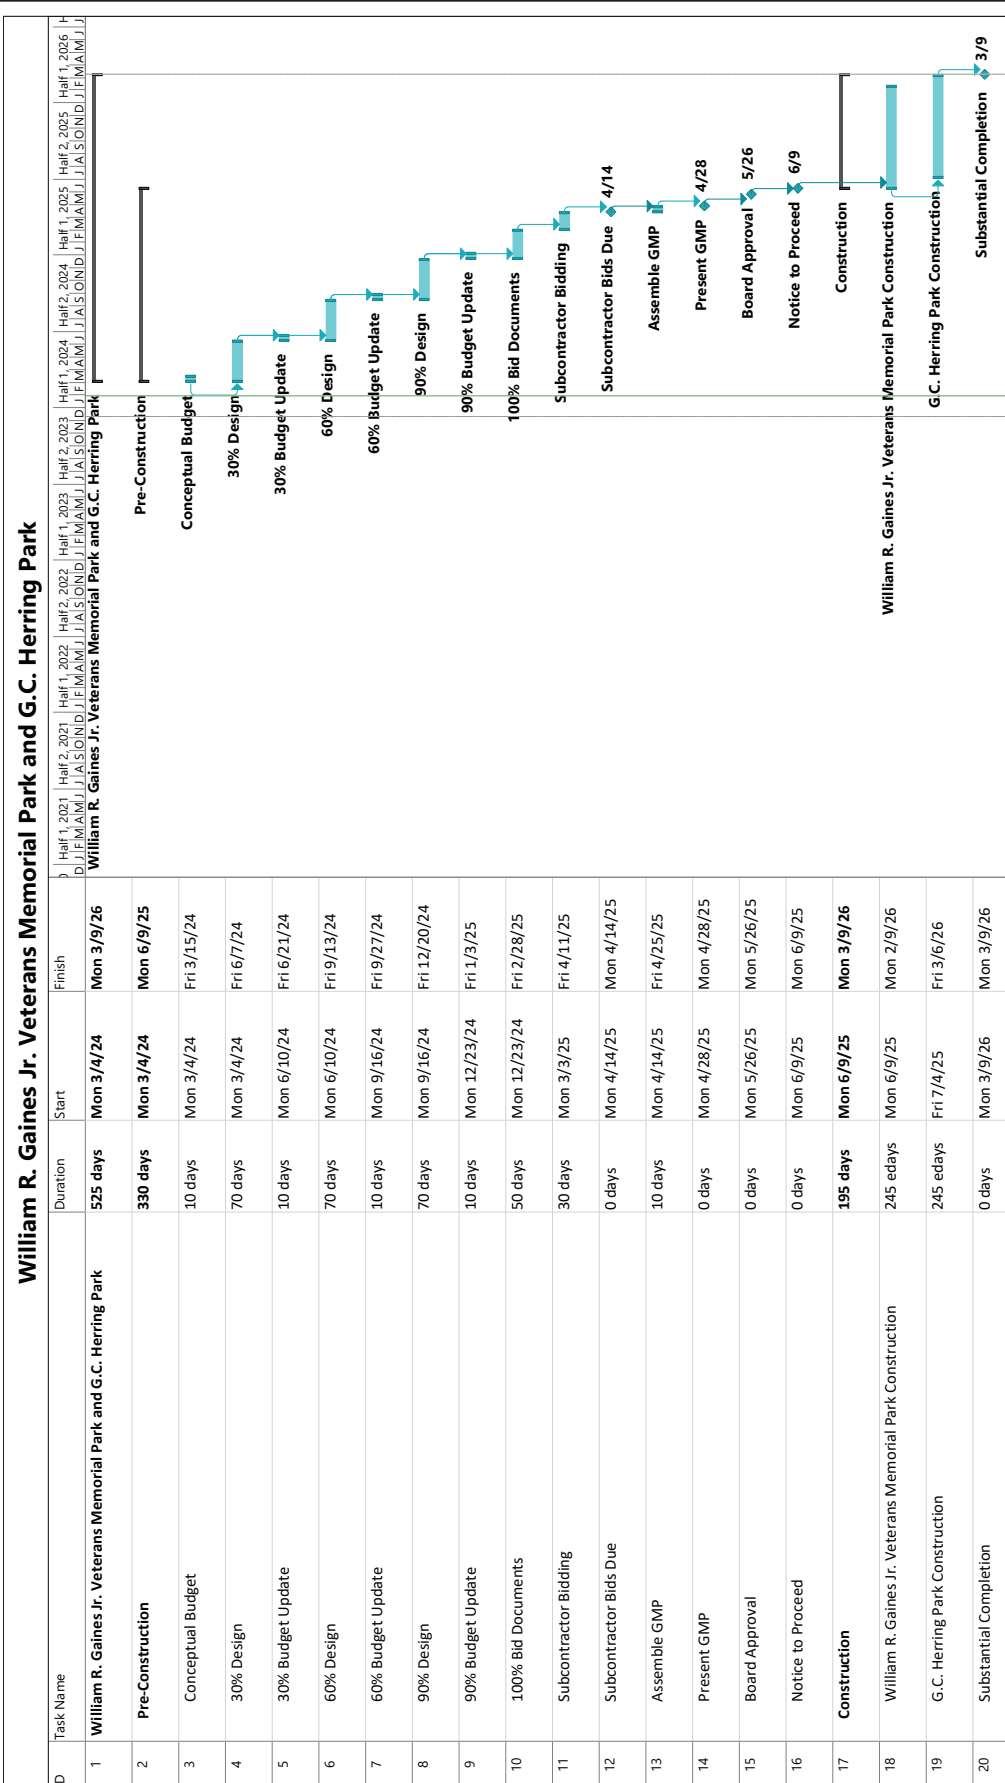 William R. Gaines Jr. Veterans Memorial Park and G.C. Herring Park
D Task Name Duration Start Finish
Half 1, 2021 Half 2, 2021 Half 1, 2022 Half 2, 2022 Half 1, 2023 Half 2, 2023 Half 1, 2024 Half 2, 2024 Half 1, 2025 Half 2, 2025 Half 1, 2026 H
D J F M A M J J A S O N D J F M A M J J A S O N D J F M A M J J A S O N D J F M A M J J A S O N D J F M A M J J A S O N D J F M A M J J
1 William R. Gaines Jr. Veterans Memorial Park and G.C. Herring Park 525 days Mon 3/4/24 Mon 3/9/26 William R. Gaines Jr. Veterans Memorial Park and G.C. Herring Park
2 Pre-Construction 330 days Mon 3/4/24 Mon 6/9/25 Pre-Construction
3 Conceptual Budget 10 days Mon 3/4/24 Fri 3/15/24 Conceptual Budget
4 30% Design 70 days Mon 3/4/24 Fri 6/7/24 30% Design
5 30% Budget Update 10 days Mon 6/10/24 Fri 6/21/24 30% Budget Update
6 60% Design 70 days Mon 6/10/24 Fri 9/13/24 60% Design
7 60% Budget Update 10 days Mon 9/16/24 Fri 9/27/24 60% Budget Update
8 90% Design 70 days Mon 9/16/24 Fri 12/20/24 90% Design
9 90% Budget Update 10 days Mon 12/23/24 Fri 1/3/25 90% Budget Update
10 100% Bid Documents 50 days Mon 12/23/24 Fri 2/28/25 100% Bid Documents
11 Subcontractor Bidding 30 days Mon 3/3/25 Fri 4/11/25 Subcontractor Bidding
12 Subcontractor Bids Due 0 days Mon 4/14/25 Mon 4/14/25 Subcontractor Bids Due 4/14
13 Assemble GMP 10 days Mon 4/14/25 Fri 4/25/25 Assemble GMP
14 Present GMP 0 days Mon 4/28/25 Mon 4/28/25 Present GMP 4/28
15 Board Approval 0 days Mon 5/26/25 Mon 5/26/25 Board Approval 5/26
16 Notice to Proceed 0 days Mon 6/9/25 Mon 6/9/25 Notice to Proceed 6/9
17 Construction 195 days Mon 6/9/25 Mon 3/9/26 Construction
18 William R. Gaines Jr. Veterans Memorial Park Construction 245 edays Mon 6/9/25 Mon 2/9/26 William R. Gaines Jr. Veterans Memorial Park Construction
19 G.C. Herring Park Construction 245 edays Fri 7/4/25 Fri 3/6/26 G.C. Herring Park Construction
20 Substantial Completion 0 days Mon 3/9/26 Mon 3/9/26 Substantial Completion 3/9